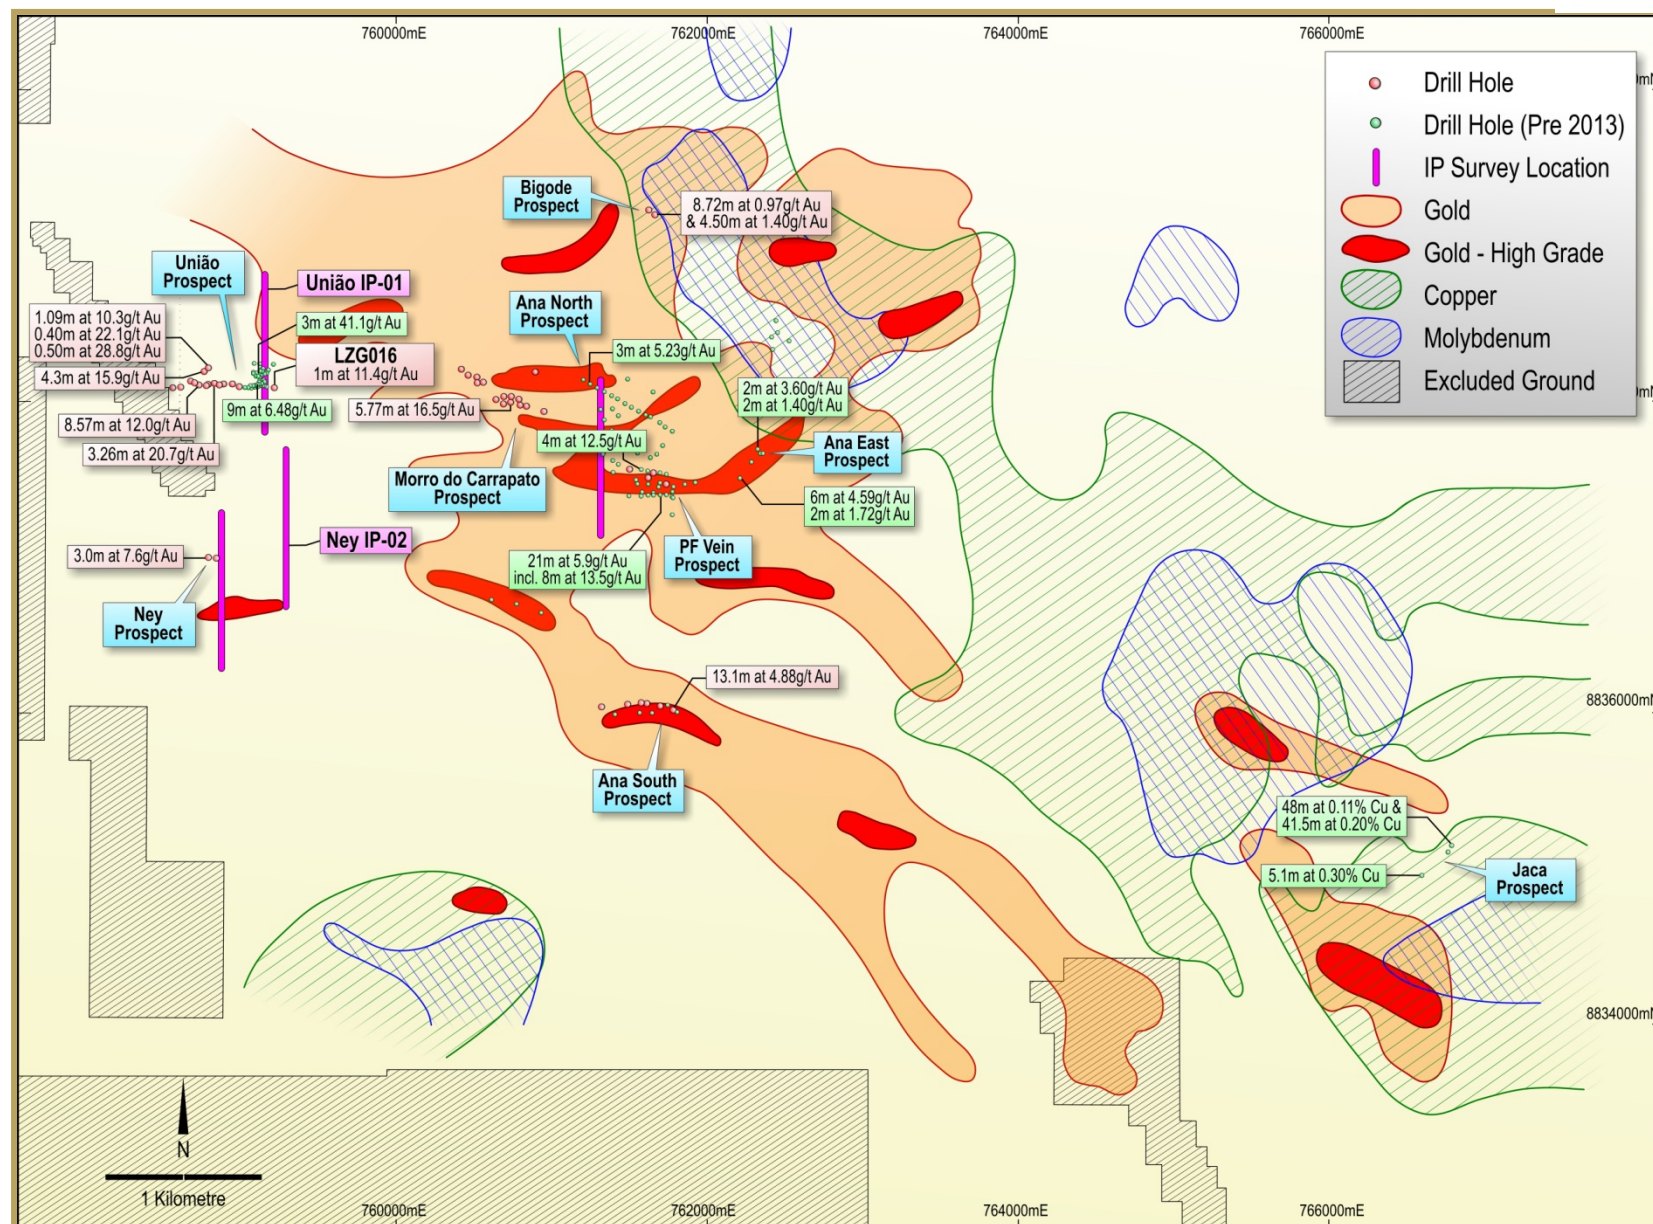 760000mE
762000mE
764000mE
766000mE
Drill Hole
Drill Hole (Pre 2013)
IP Survey Location
Gold
Gold - High Grade
Copper
Molybdenum
Excluded Ground
Bigode
Prospect
8.72m at 0.97g/t Au
& 4.50m at 1.40g/t Au
União
Prospect
União IP-01
Ana North
Prospect
1.09m at 10.3g/t Au
0.40m at 22.1g/t Au
0.50m at 28.8g/t Au
3m at 41.1g/t Au
3m at 5.23g/t Au
LZG016
1m at 11.4g/t Au
4.3m at 15.9g/t Au
2m at 3.60g/t Au
2m at 1.40g/t Au
9m at 6.48g/t Au
5.77m at 16.5g/t Au
8.57m at 12.0g/t Au
4m at 12.5g/t Au
Ana East
Prospect
3.26m at 20.7g/t Au
Morro do Carrapato
Prospect
6m at 4.59g/t Au
2m at 1.72g/t Au
Ney IP-02
3.0m at 7.6g/t Au
21m at 5.9g/t Au
incl. 8m at 13.5g/t Au
PF Vein
Prospect
Ney
Prospect
13.1m at 4.88g/t Au
8836000mN
Ana South
Prospect
48m at 0.11% Cu &
41.5m at 0.20% Cu
5.1m at 0.30% Cu
Jaca
Prospect
8834000mN
N
1 Kilometre
760000mE
762000mE
764000mE
766000mE